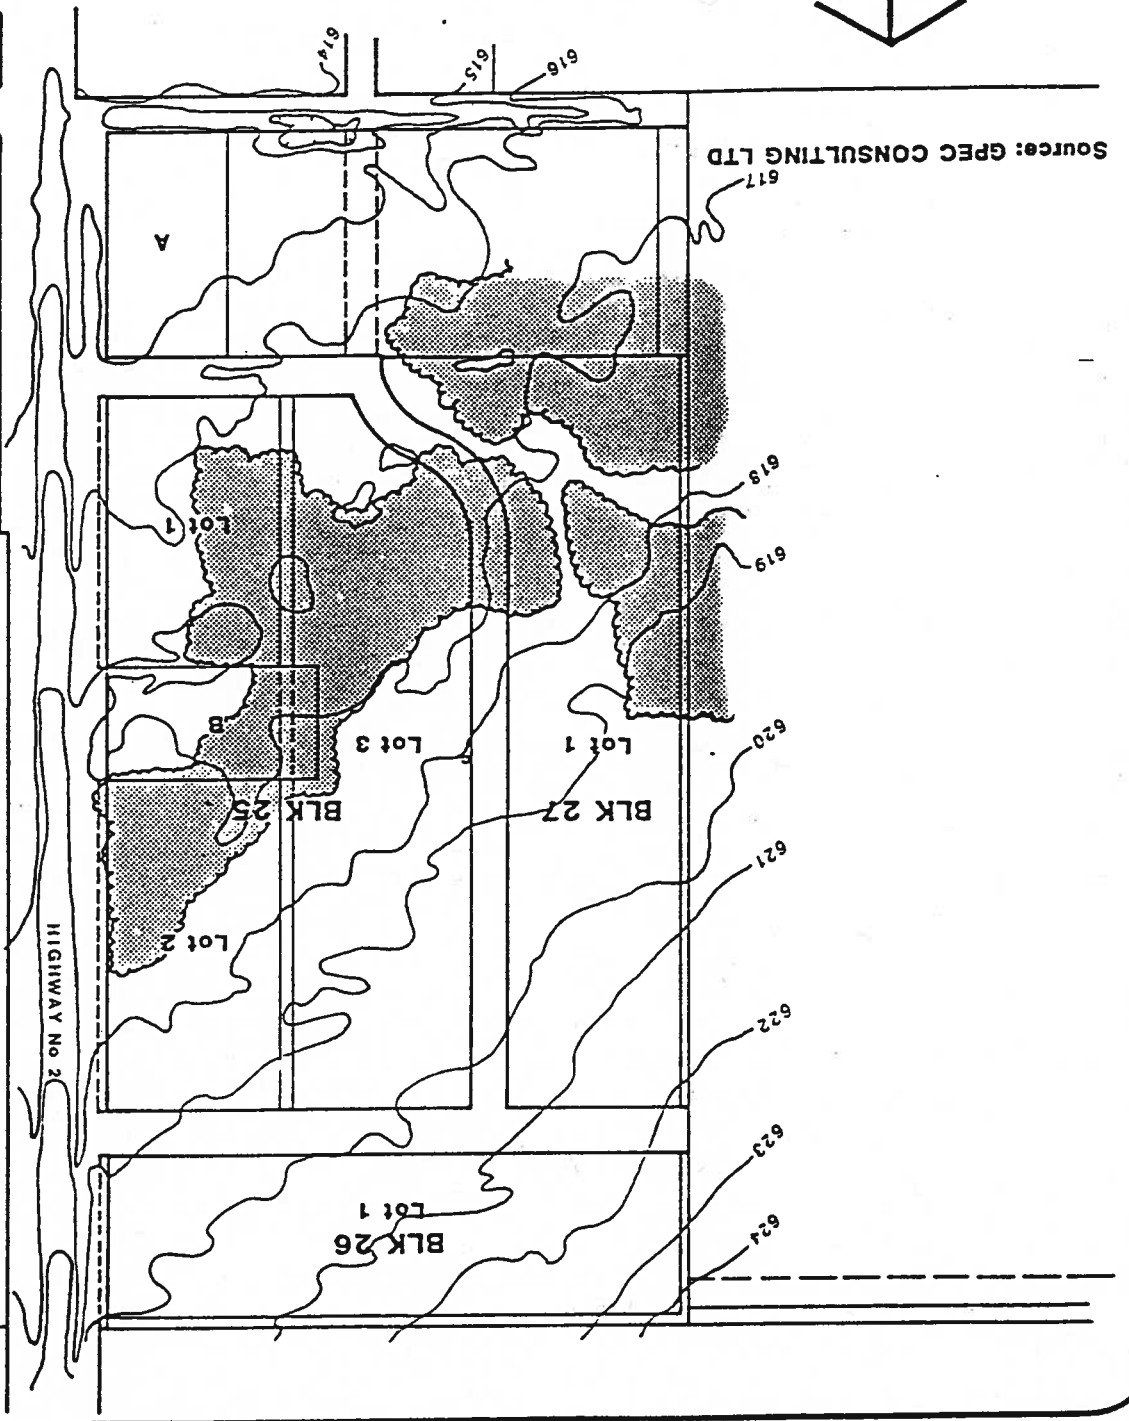 614
615
616
Source: GPEC CONSULTING LTD
617
A
618
Lot 1
619
B
Lot 3
Lot 1
620
BLK 25
BLK 27
621
Lot 2
HIGHWAY No 2
622
623
Lot 1
BLK 26
624